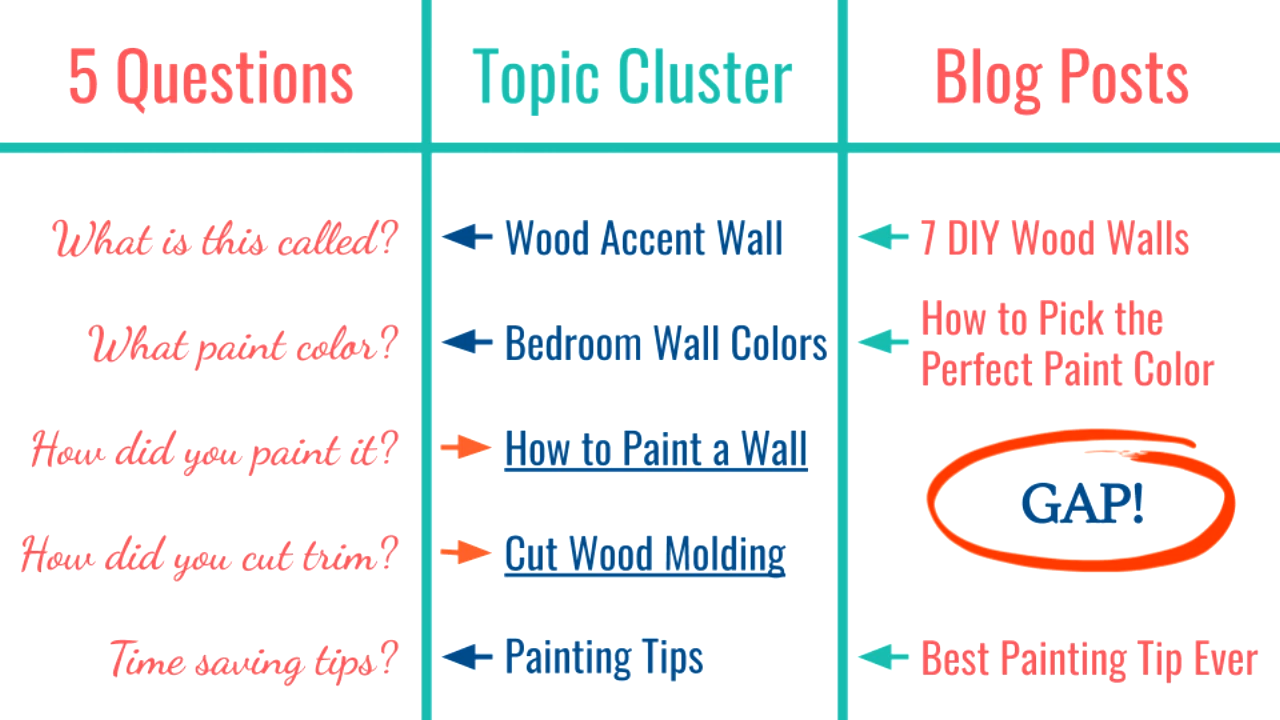 5 Questions
Topic Cluster
Blog Posts
What is this called?
Wood Accent Wall
7 DIY Wood Walls
What paint color?
Bedroom Wall Colors
How to Pick the
Perfect Paint Color
How did you paint it?
How to Paint a Wall
GAP!
How did you cut trim?
Cut Wood Molding
Time saving tips?
Painting Tips
Best Painting Tip Ever